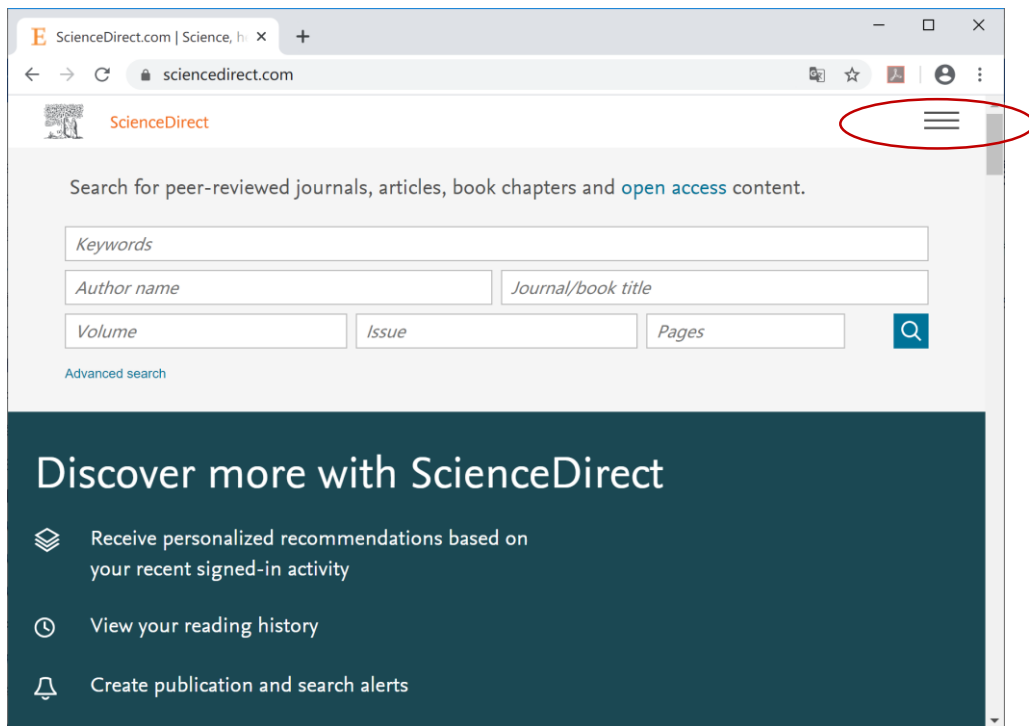 ScienceDirect.com | Science, h
sciencedirect.com
ScienceDirect
Search for peer-reviewed journals, articles, book chapters and open access content.
Keywords
Author name Journal/book title
Volume Issue Pages
Advanced search
Discover more with ScienceDirect
Receive personalized recommendations based on
your recent signed-in activity
View your reading history
Create publication and search alerts